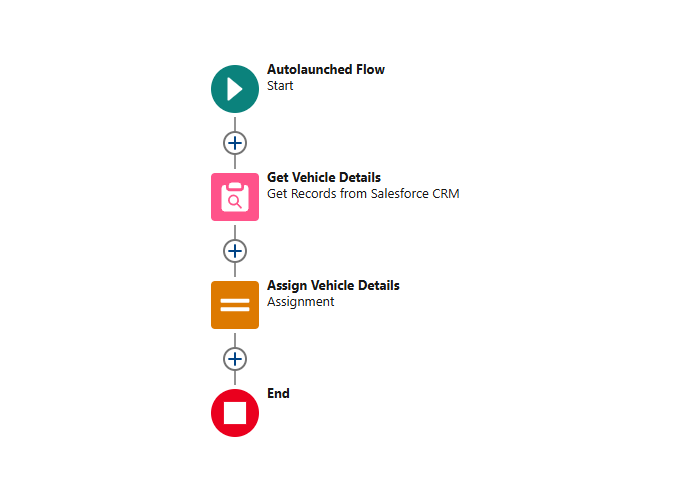 Autolaunched Flow
Start
Get Vehicle Details
Get Records from Salesforce CRM
Assign Vehicle Details
Assignment
End